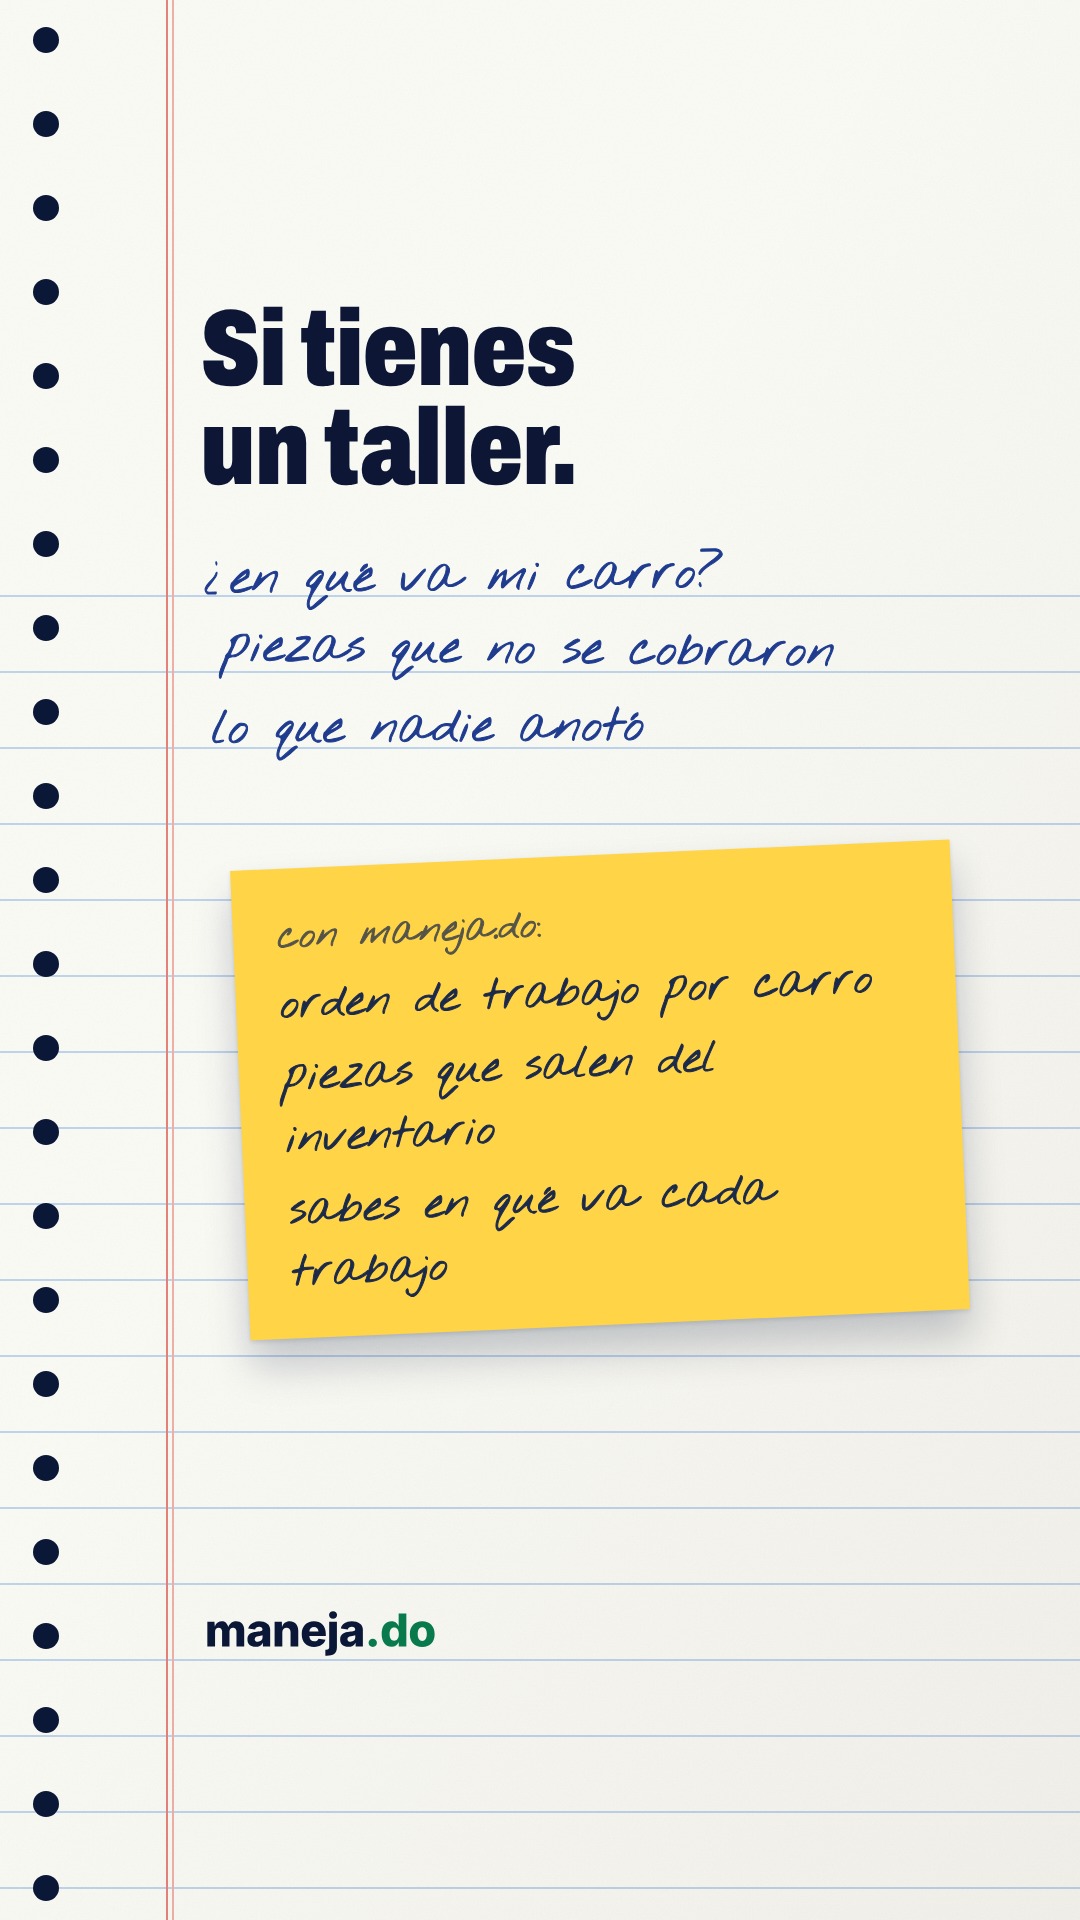 Si tienes
un taller.
¿en qué va mi carro?
piezas que no se cobraron
lo que nadie anotó
con maneja.do:
orden de trabajo por carro
piezas que salen del
inventario
sabes en qué va cada
trabajo
maneja.do